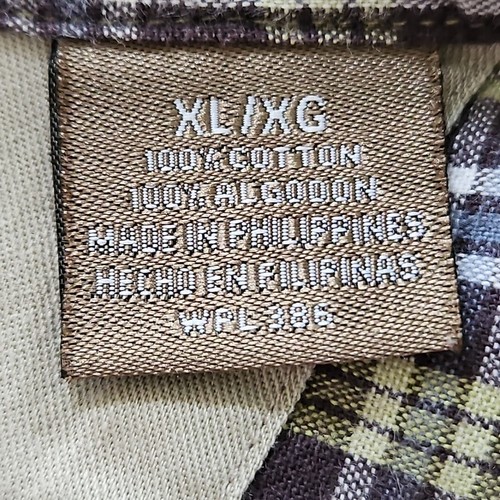 XL/XG
100% COTTON
100% ALGODON
MADE IN PHILIPPINES
HECHO EN FILIPINAS
WPL 386